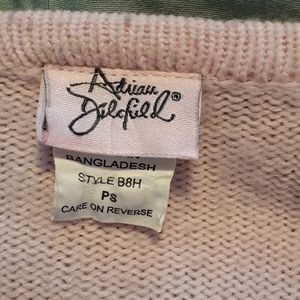 Adrian
Delafield®
BANGLADESH
STYLE B8H
PS
CARE ON REVERSE